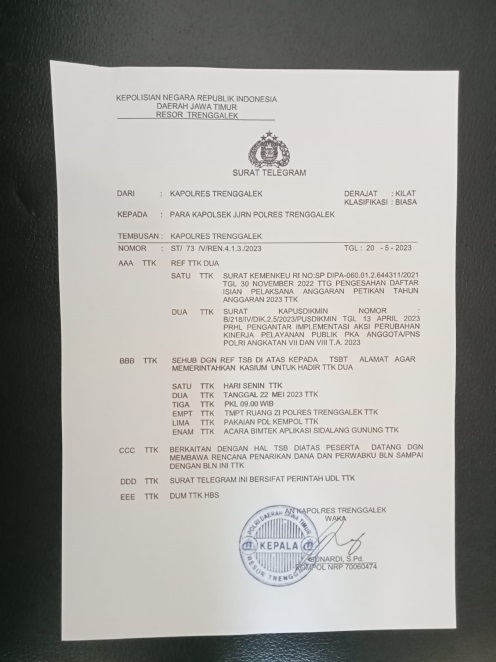 KEPOLISIAN NEGARA REPUBLIK INDONESIA
DAERAH JAWA TIMUR
RESOR TRENGGALEK
SURAT TELEGRAM
DARI : KAPOLRES TRENGGALEK DERAJAT : KILAT
KLASIFIKASI : BIASA
KEPADA : PARA KAPOLSEK JJRN POLRES TRENGGALEK
TEMBUSAN : KAPOLRES TRENGGALEK
NOMOR : ST/ 73 /V/REN.4.1.3./2023 TGL : 20 -5-2023
AAA TTK REF TTK DUA
SATU TTK SURAT KEMENKEU RI NO:SP DIPA-060.01.2.644311/2021
TGL 30 NOVEMBER 2022 TTG PENGESAHAN DAFTAR
ISIAN PELAKSANA ANGGARAN PETIKAN TAHUN
ANGGARAN 2023 TTK
DUA TTK SURAT KAPUSDIKMIN NOMOR :
B/218/IV/DIK.2.5/2023/PUSDIKMIN TGL 13 APRIL 2023
PRHL PENGANTAR IMPLEMENTASI AKSI PERUBAHAN
KINERJA PELAYANAN PUBLIK PKA ANGGOTA/PNS
POLRI ANGKATAN VII DAN VIII T.A. 2023
BBB TTK SEHUB DGN REF TSB DI ATAS KEPADA TSBT ALAMAT AGAR
MEMERINTAHKAN KASIUM UNTUK HADIR TTK DUA
SATU TTK HARI SENIN TTK
DUA TTK TANGGAL 22 MEI 2023 TTK
TIGA TTK PKL 09.00 WIB
EMPT TTK TMPT RUANG ZI POLRES TRENGGALEK TTK
LIMA TTK PAKAIAN PDL KEMPOL TTK
ENAM TTK ACARA BIMTEK APLIKASI SIDALANG GUNUNG TTK
CCC TTK BERKAITAN DENGAN HAL TSB DIATAS PESERTA DATANG DGN
MEMBAWA RENCANA PENARIKAN DANA DAN PERWABKU BLN SAMPAI
DENGAN BLN INI TTK
DDD TTK SURAT TELEGRAM INI BERSIFAT PERINTAH UDL TTK
EEE TTK DUM TTK HBS
AN KAPOLRES TRENGGALEK
WAKA
POLRI DAERAH JAWA TIMUR
KEPALA
RESOR TRENGGALEK
S.Pd.
NRP 70060474